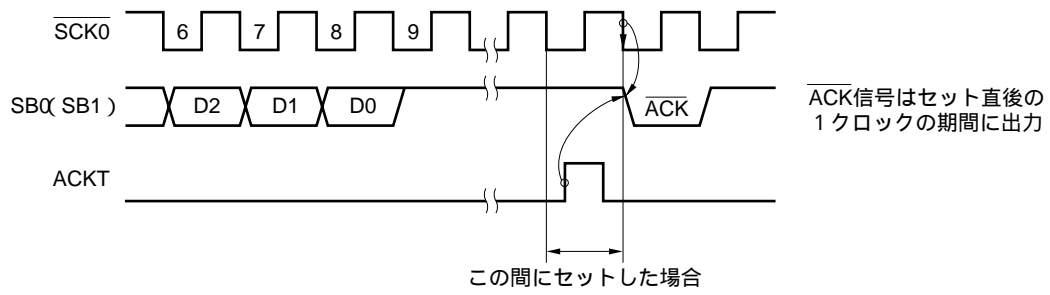 SCK0
6 7 8 9
SB0(SB1)
D2 D1 D0 ACK
ACK信号はセット直後の
1クロックの期間に出力
ACKT
この間にセットした場合